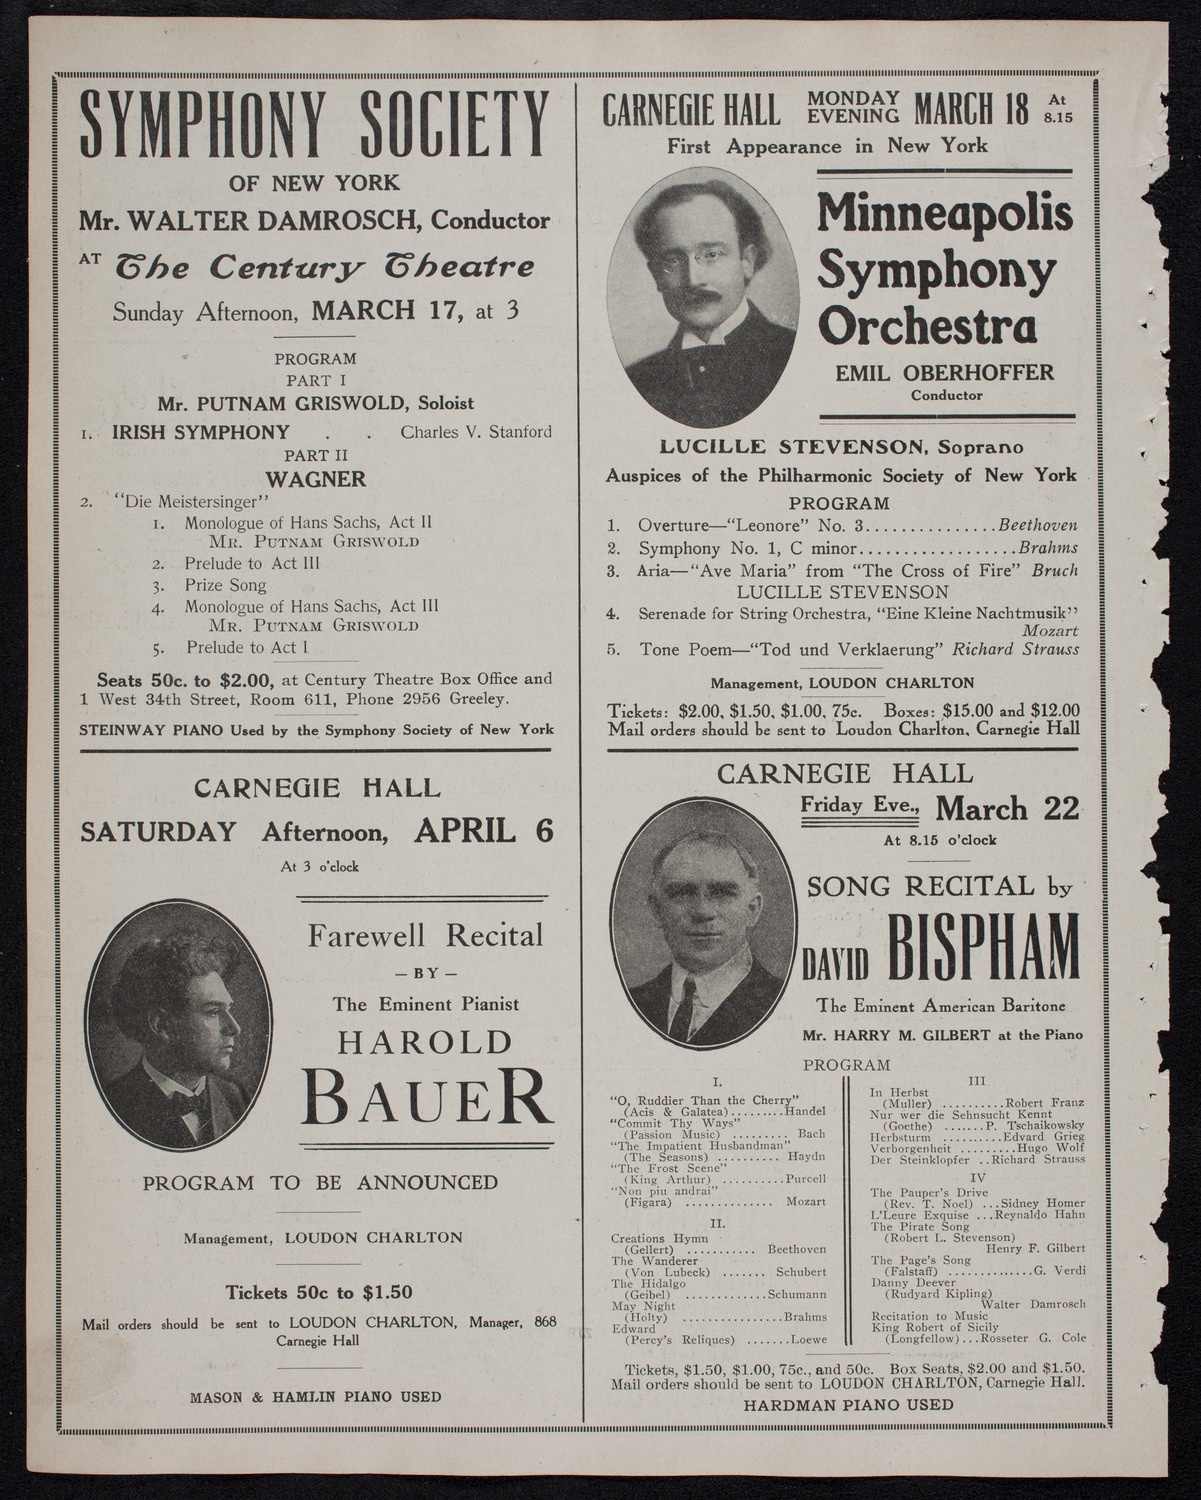 SYMPHONY SOCIETY
OF NEW YORK
Mr. WALTER DAMROSCH, Conductor
AT The Century Theatre
Sunday Afternoon, MARCH 17, at 3
PROGRAM
PART I
Mr. PUTNAM GRISWOLD, Soloist
1. IRISH SYMPHONY . . Charles V. Stanford
PART II
WAGNER
2. "Die Meistersinger"
1. Monologue of Hans Sachs, Act II
MR. PUTNAM GRISWOLD
2. Prelude to Act III
3. Prize Song
4. Monologue of Hans Sachs, Act III
MR. PUTNAM GRISWOLD
5. Prelude to Act I
Seats 50c. to $2.00, at Century Theatre Box Office and
1 West 34th Street, Room 611, Phone 2956 Greeley.
STEINWAY PIANO Used by the Symphony Society of New York
CARNEGIE HALL
SATURDAY Afternoon, APRIL 6
At 3 o'clock
Farewell Recital
– BY –
The Eminent Pianist
HAROLD
BAUER
PROGRAM TO BE ANNOUNCED
Management, LOUDON CHARLTON
Tickets 50c to $1.50
Mail orders should be sent to LOUDON CHARLTON, Manager, 868
Carnegie Hall
MASON & HAMLIN PIANO USED
CARNEGIE HALL MONDAY EVENING MARCH 18 At 8.15
First Appearance in New York
Minneapolis
Symphony
Orchestra
EMIL OBERHOFFER
Conductor
LUCILLE STEVENSON, Soprano
Auspices of the Philharmonic Society of New York
PROGRAM
1. Overture—"Leonore" No. 3...............Beethoven
2. Symphony No. 1, C minor..................Brahms
3. Aria—"Ave Maria" from "The Cross of Fire" Bruch
LUCILLE STEVENSON
4. Serenade for String Orchestra, "Eine Kleine Nachtmusik"
Mozart
5. Tone Poem—"Tod und Verklaerung" Richard Strauss
Management, LOUDON CHARLTON
Tickets: $2.00, $1.50, $1.00, 75c. Boxes: $15.00 and $12.00
Mail orders should be sent to Loudon Charlton, Carnegie Hall
CARNEGIE HALL
Friday Eve., March 22
At 8.15 o'clock
SONG RECITAL by
DAVID BISPHAM
The Eminent American Baritone
Mr. HARRY M. GILBERT at the Piano
PROGRAM
I.
"O, Ruddier Than the Cherry"
(Acis & Galatea).........Handel
"Commit Thy Ways"
(Passion Music) ......... Bach
"The Impatient Husbandman"
(The Seasons) .......... Haydn
"The Frost Scene"
(King Arthur) ..........Purcell
"Non piu andrai"
(Figara) .............. Mozart
II.
Creations Hymn
(Gellert) ........... Beethoven
The Wanderer
(Von Lubeck) ....... Schubert
The Hidalgo
(Geibel) .............Schumann
May Night
(Holty) .................Brahms
Edward
(Percy's Reliques) .......Loewe
III
In Herbst
(Muller) ..........Robert Franz
Nur wer die Sehnsucht Kennt
(Goethe) .......P. Tschaikowsky
Herbsturm ..........Edvard Grieg
Verborgenheit .........Hugo Wolf
Der Steinklopfer ..Richard Strauss
IV
The Pauper's Drive
(Rev. T. Noel) ...Sidney Homer
L'Leure Exquise ...Reynaldo Hahn
The Pirate Song
(Robert L. Stevenson)
Henry F. Gilbert
The Page's Song
(Falstaff) ..............G. Verdi
Danny Deever
(Rudyard Kipling)
Walter Damrosch
Recitation to Music
King Robert of Sicily
(Longfellow)...Rosseter G. Cole
Tickets, $1.50, $1.00, 75c., and 50c. Box Seats, $2.00 and $1.50.
Mail orders should be sent to LOUDON CHARLTON, Carnegie Hall.
HARDMAN PIANO USED